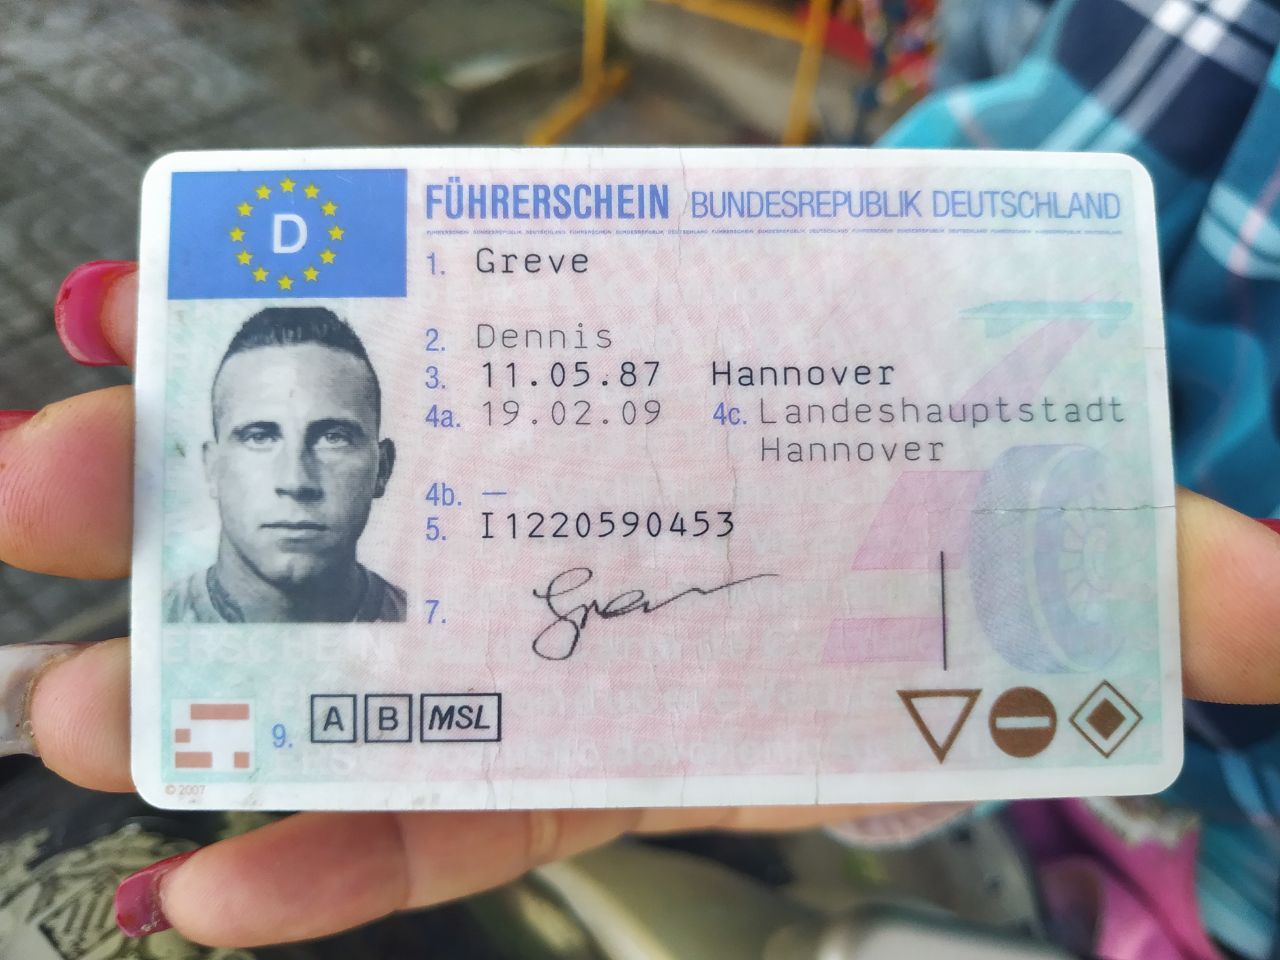 D
FÜHRERSCHEIN BUNDESREPUBLIK DEUTSCHLAND
1. Greve
2. Dennis
3. 11.05.87 Hannover
4a. 19.02.09 4c. Landeshauptstadt
Hannover
4b. –
5. I1220590453
7.
9. A B MSL
© 2007